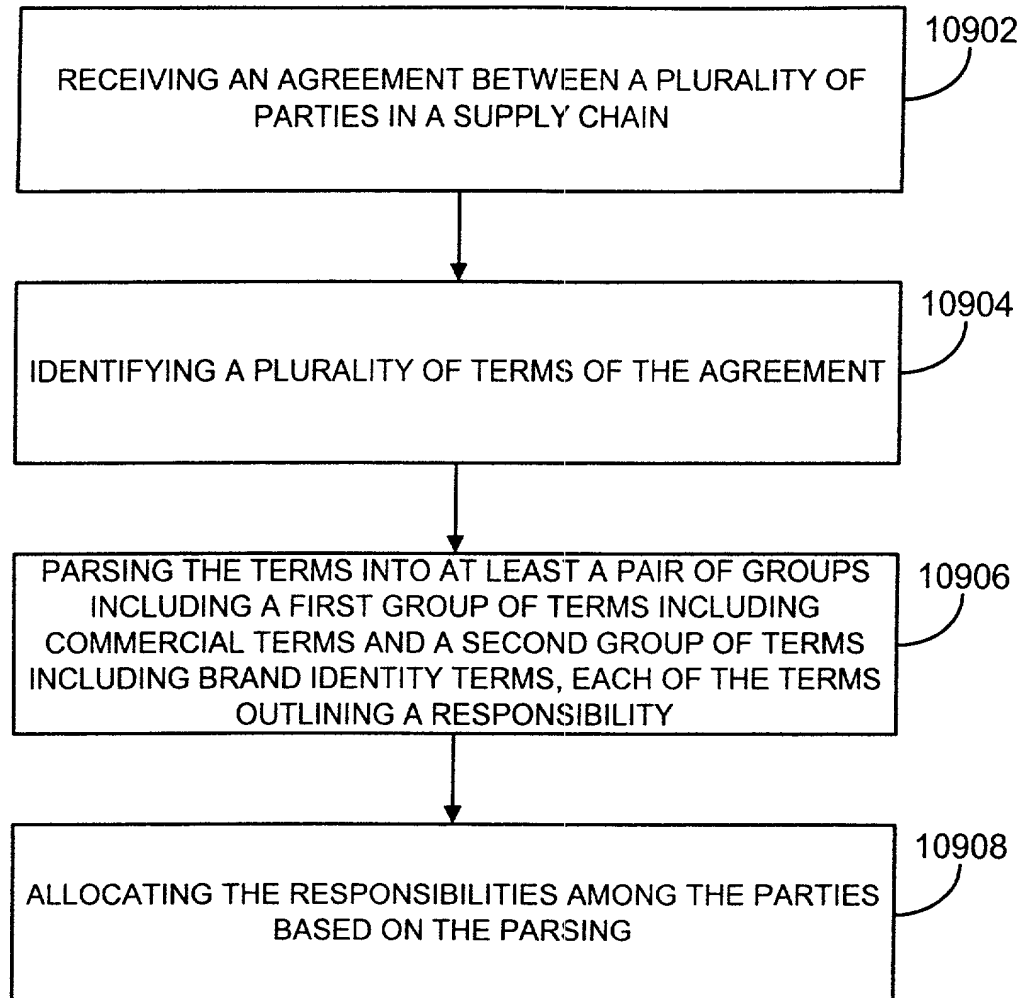 10902
RECEIVING AN AGREEMENT BETWEEN A PLURALITY OF
PARTIES IN A SUPPLY CHAIN
10904
IDENTIFYING A PLURALITY OF TERMS OF THE AGREEMENT
10906
PARSING THE TERMS INTO AT LEAST A PAIR OF GROUPS
INCLUDING A FIRST GROUP OF TERMS INCLUDING
COMMERCIAL TERMS AND A SECOND GROUP OF TERMS
INCLUDING BRAND IDENTITY TERMS, EACH OF THE TERMS
OUTLINING A RESPONSIBILITY
10908
ALLOCATING THE RESPONSIBILITIES AMONG THE PARTIES
BASED ON THE PARSING